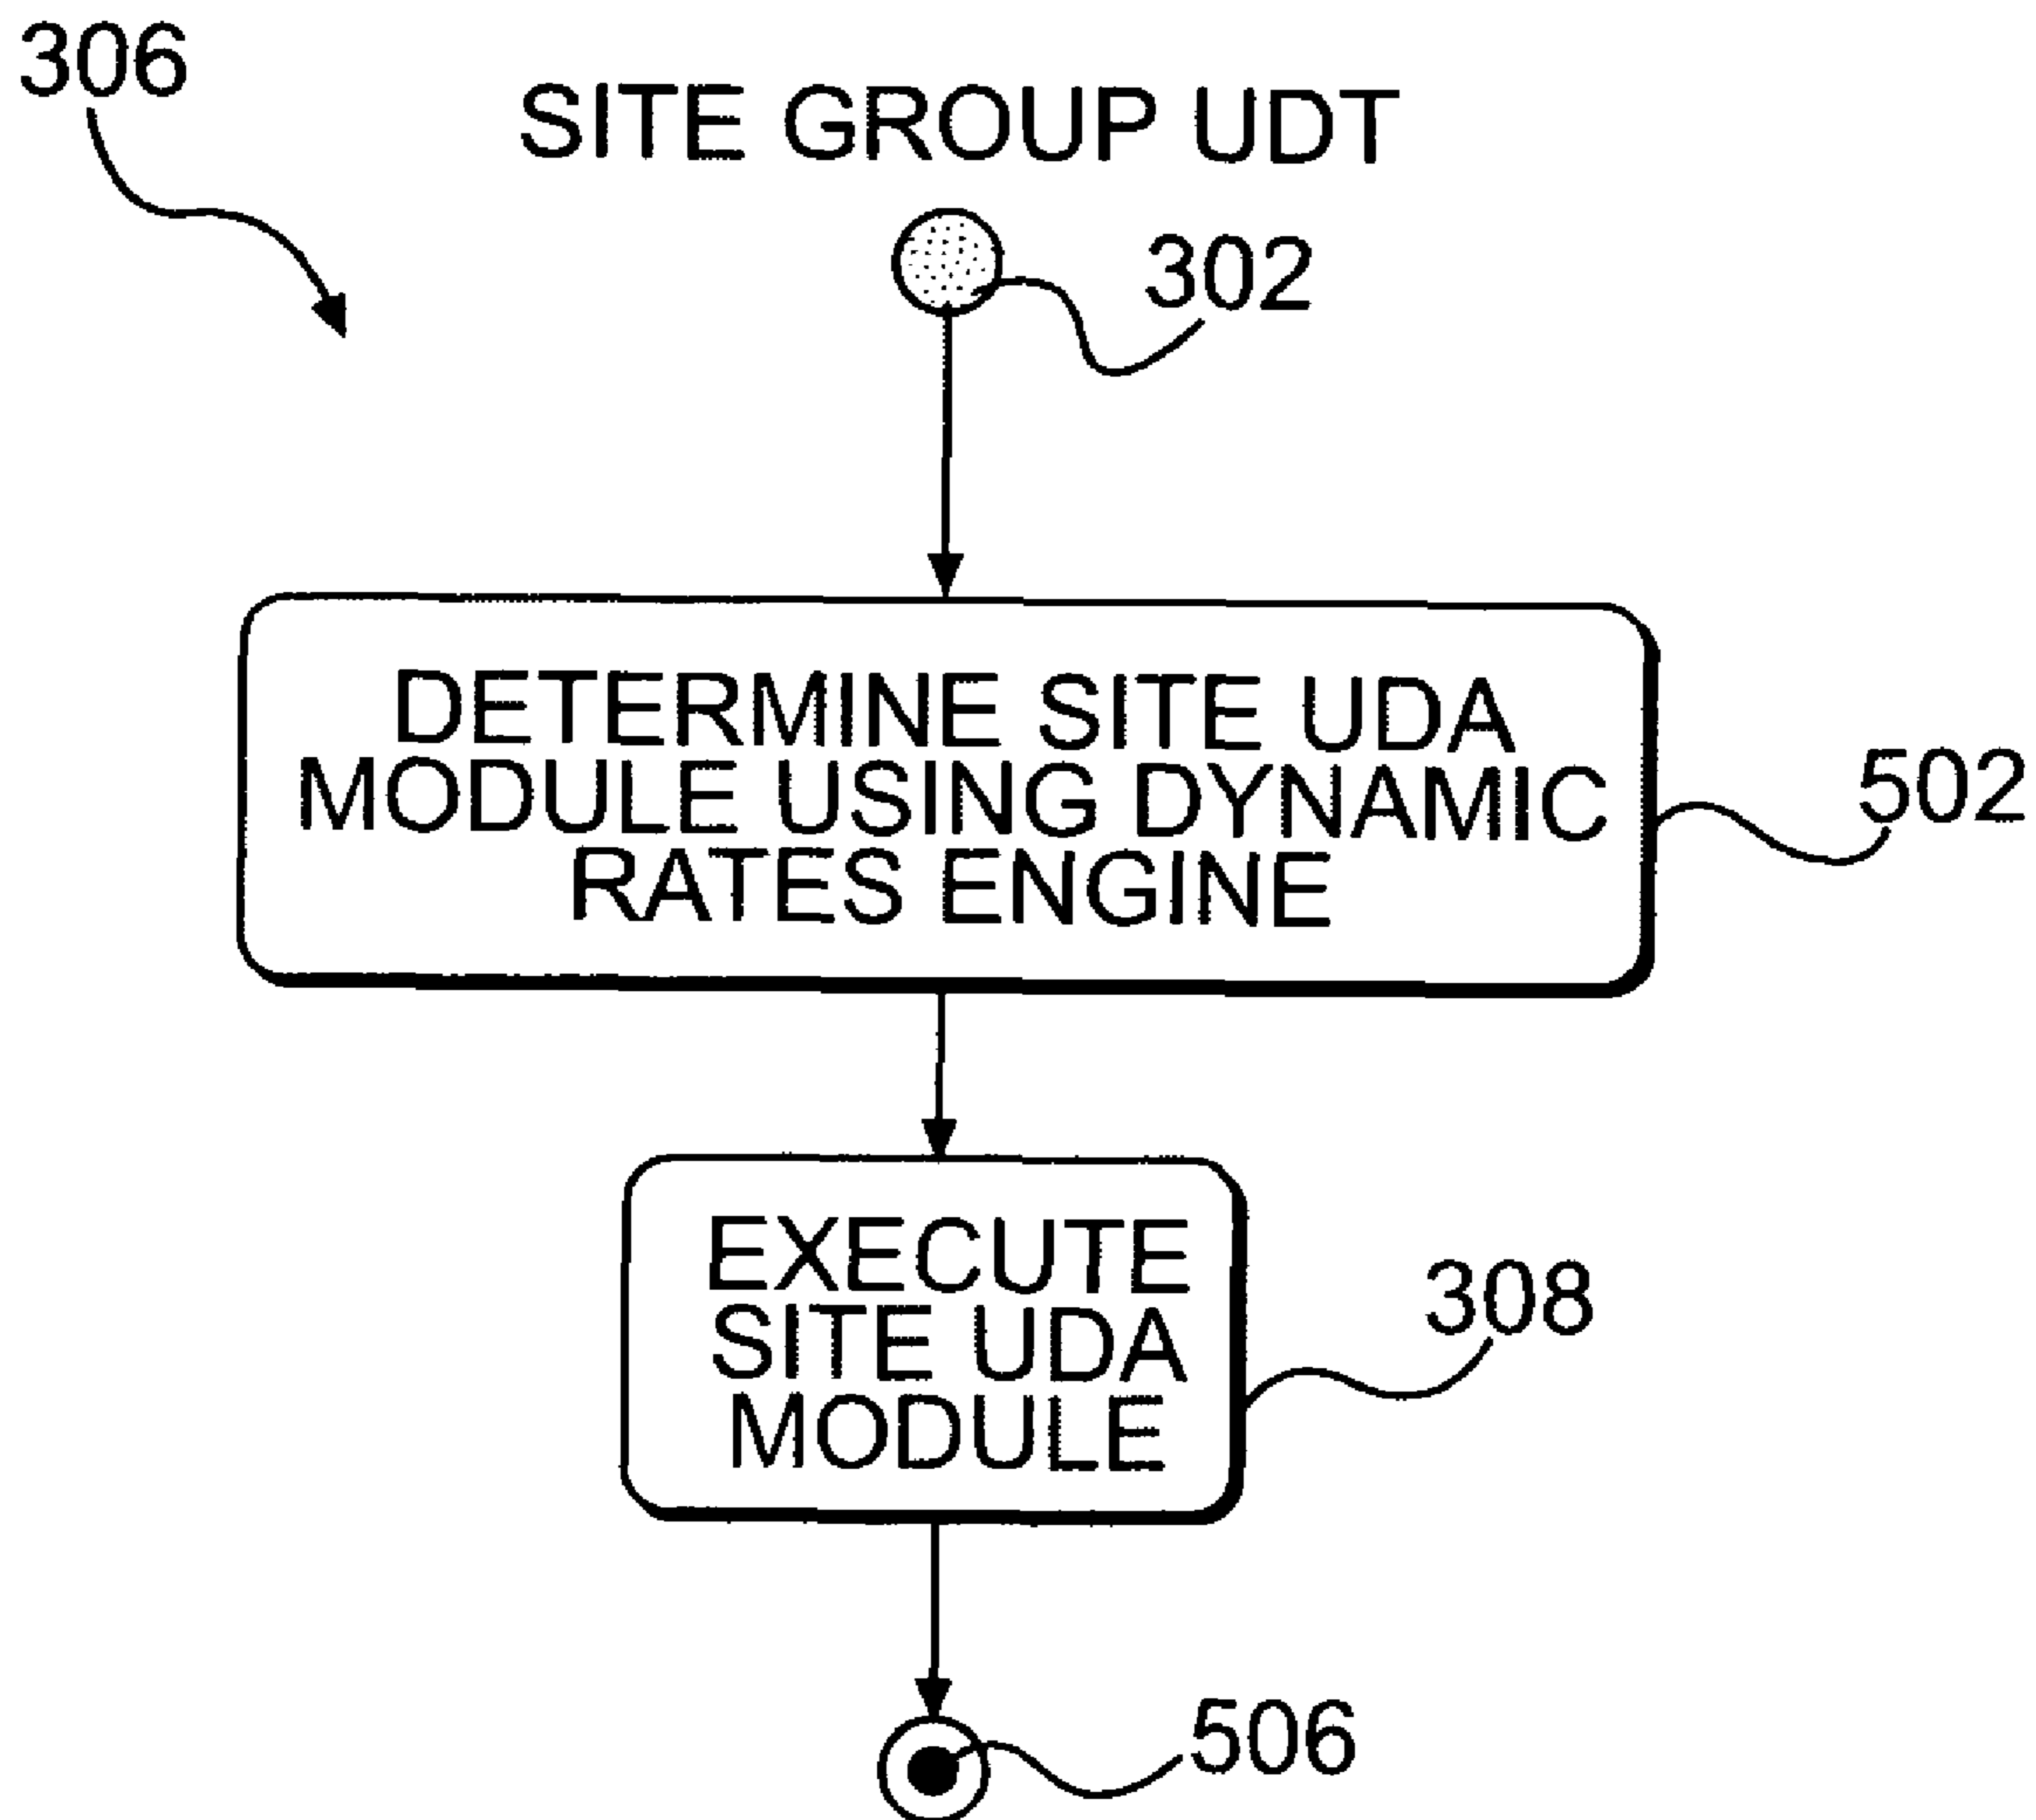 306
SITE GROUP UDT
302
DETERMINE SITE UDA
MODULE USING DYNAMIC
RATES ENGINE
502
EXECUTE
SITE UDA
MODULE
308
506